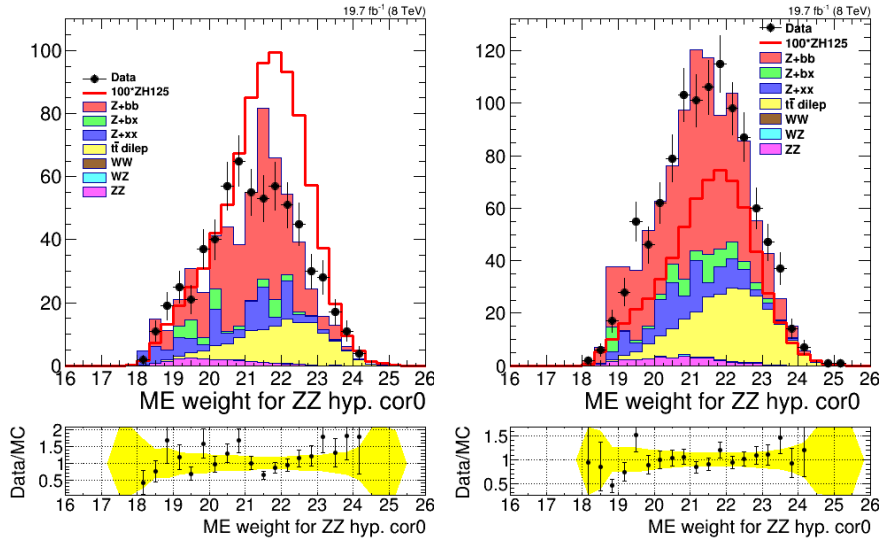 19.7 fb⁻¹ (8 TeV)
100
80
60
40
20
0
Data
100*ZH125
Z+bb
Z+bx
Z+xx
tt̄ dilep
WW
WZ
ZZ
16 17 18 19 20 21 22 23 24 25 26
ME weight for ZZ hyp. cor0
Data/MC
2
1.5
1
0.5
16 17 18 19 20 21 22 23 24 25 26
ME weight for ZZ hyp. cor0
19.7 fb⁻¹ (8 TeV)
120
100
80
60
40
20
0
Data
100*ZH125
Z+bb
Z+bx
Z+xx
tt̄ dilep
WW
WZ
ZZ
16 17 18 19 20 21 22 23 24 25 26
ME weight for ZZ hyp. cor0
Data/MC
1.5
1
0.5
16 17 18 19 20 21 22 23 24 25 26
ME weight for ZZ hyp. cor0